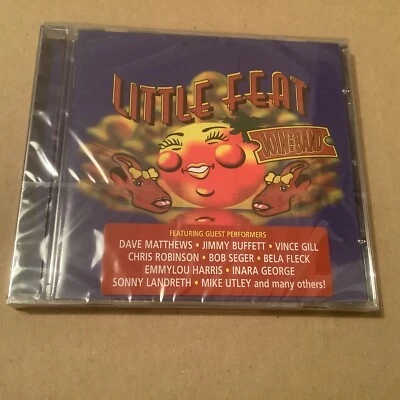 LITTLE FEAT
JOIN THE BAND
FEATURING GUEST PERFORMERS
DAVE MATTHEWS • JIMMY BUFFETT • VINCE GILL
CHRIS ROBINSON • BOB SEGER • BELA FLECK
EMMYLOU HARRIS • INARA GEORGE
SONNY LANDRETH • MIKE UTLEY and many others!